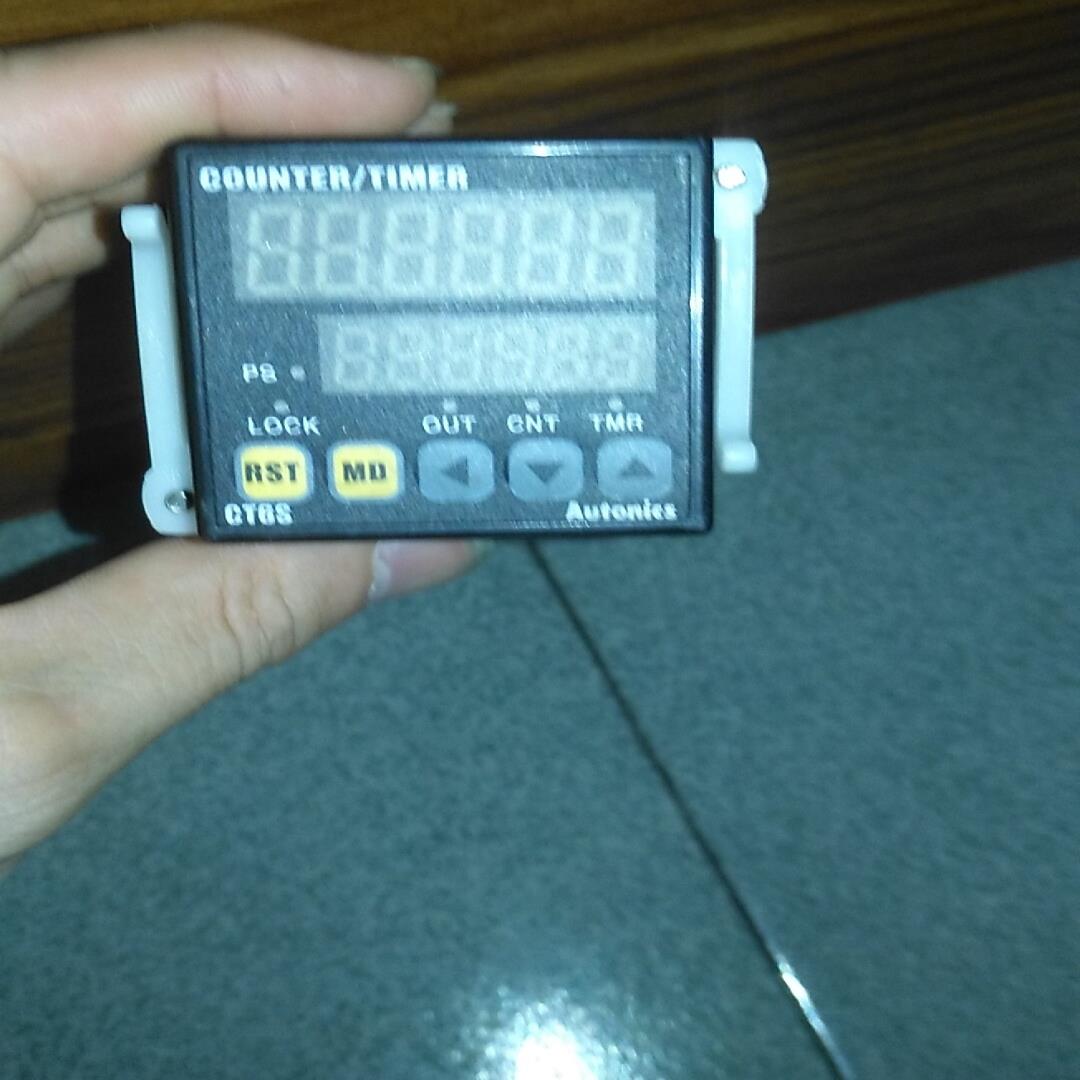 COUNTER/TIMER
PS
LOCK OUT CNT TMR
RST MD
CT6S Autonics